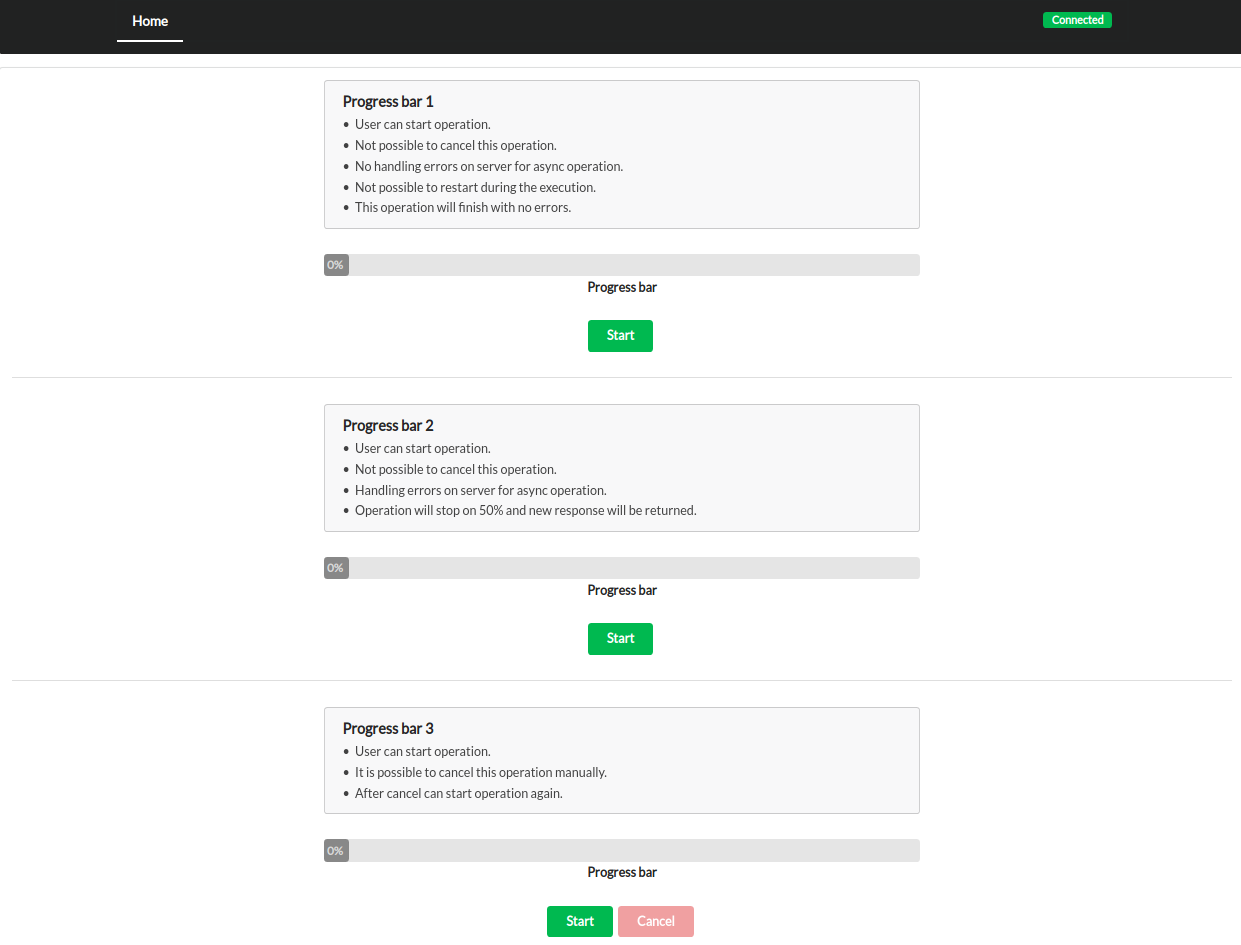 Home
Connected
Progress bar 1
• User can start operation.
• Not possible to cancel this operation.
• No handling errors on server for async operation.
• Not possible to restart during the execution.
• This operation will finish with no errors.
0%
Progress bar
Start
Progress bar 2
• User can start operation.
• Not possible to cancel this operation.
• Handling errors on server for async operation.
• Operation will stop on 50% and new response will be returned.
0%
Progress bar
Start
Progress bar 3
• User can start operation.
• It is possible to cancel this operation manually.
• After cancel can start operation again.
0%
Progress bar
Start Cancel